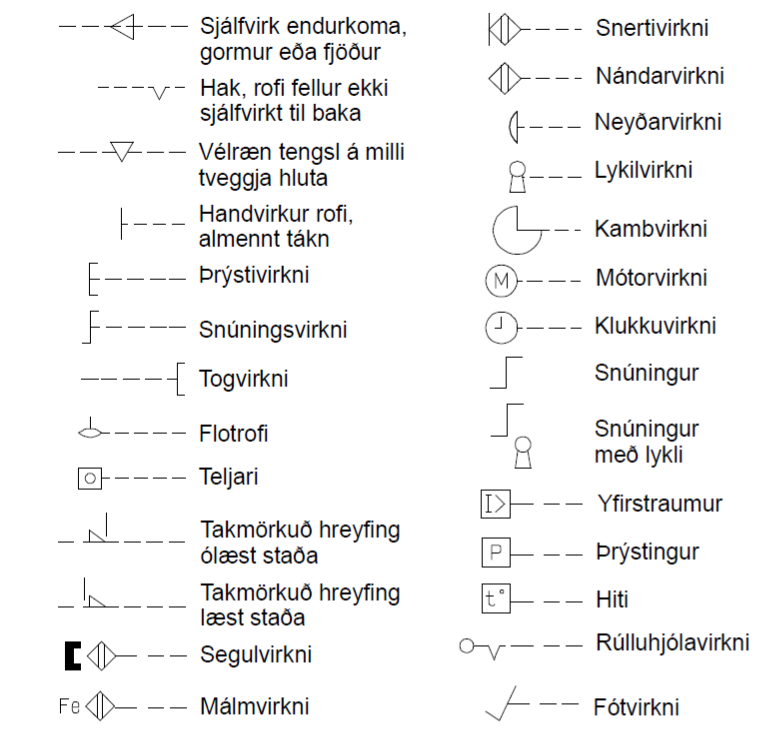 Sjálfvirk endurkoma,
gormur eða fjöður
Hak, rofi fellur ekki
sjálfvirkt til baka
Vélræn tengsl á milli
tveggja hluta
Handvirkur rofi,
almennt tákn
Þrýstivirkni
Snúningsvirkni
Togvirkni
Flotrofi
Teljari
Takmörkuð hreyfing
ólæst staða
Takmörkuð hreyfing
læst staða
Segulvirkni
Fe Málmvirkni
Snertivirkni
Nándarvirkni
Neyðarvirkni
Lykilvirkni
Kambvirkni
M Mótorvirkni
Klukkuvirkni
Snúningur
Snúningur
með lykli
I> Yfirstraumur
P Þrýstingur
t° Hiti
Rúlluhjólavirkni
Fótvirkni